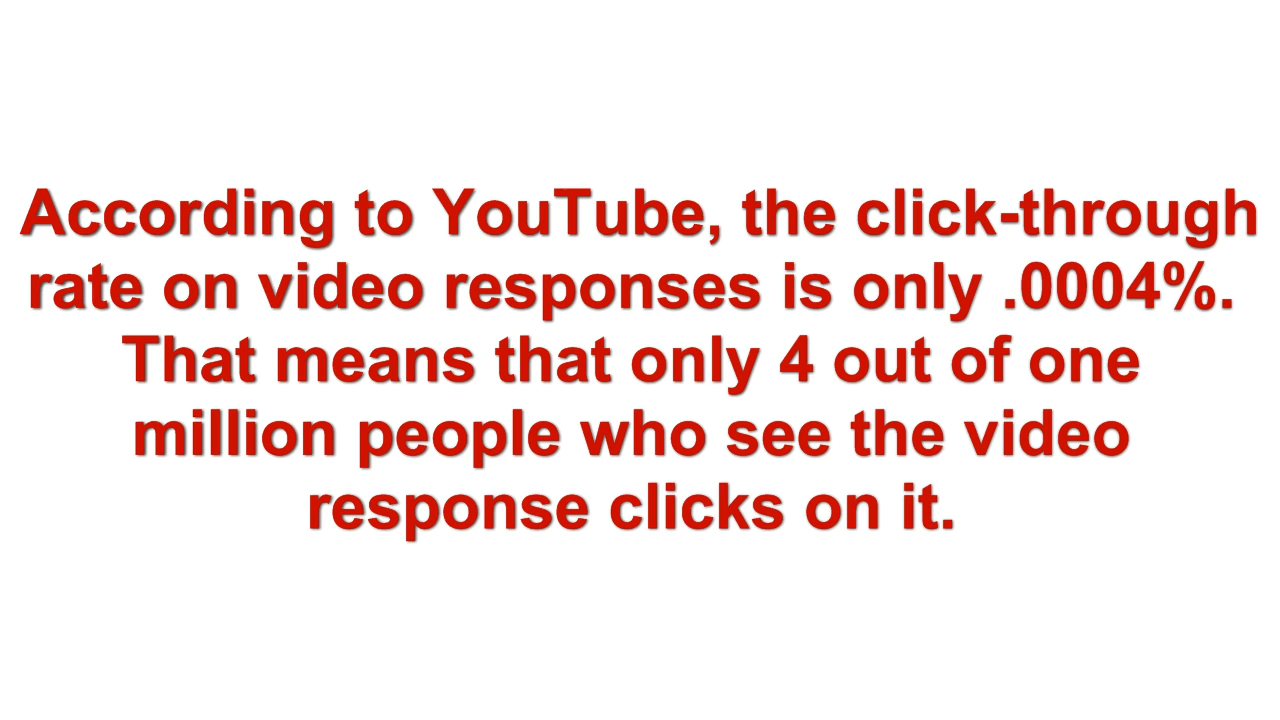 According to YouTube, the click-through
rate on video responses is only .0004%.
That means that only 4 out of one
million people who see the video
response clicks on it.